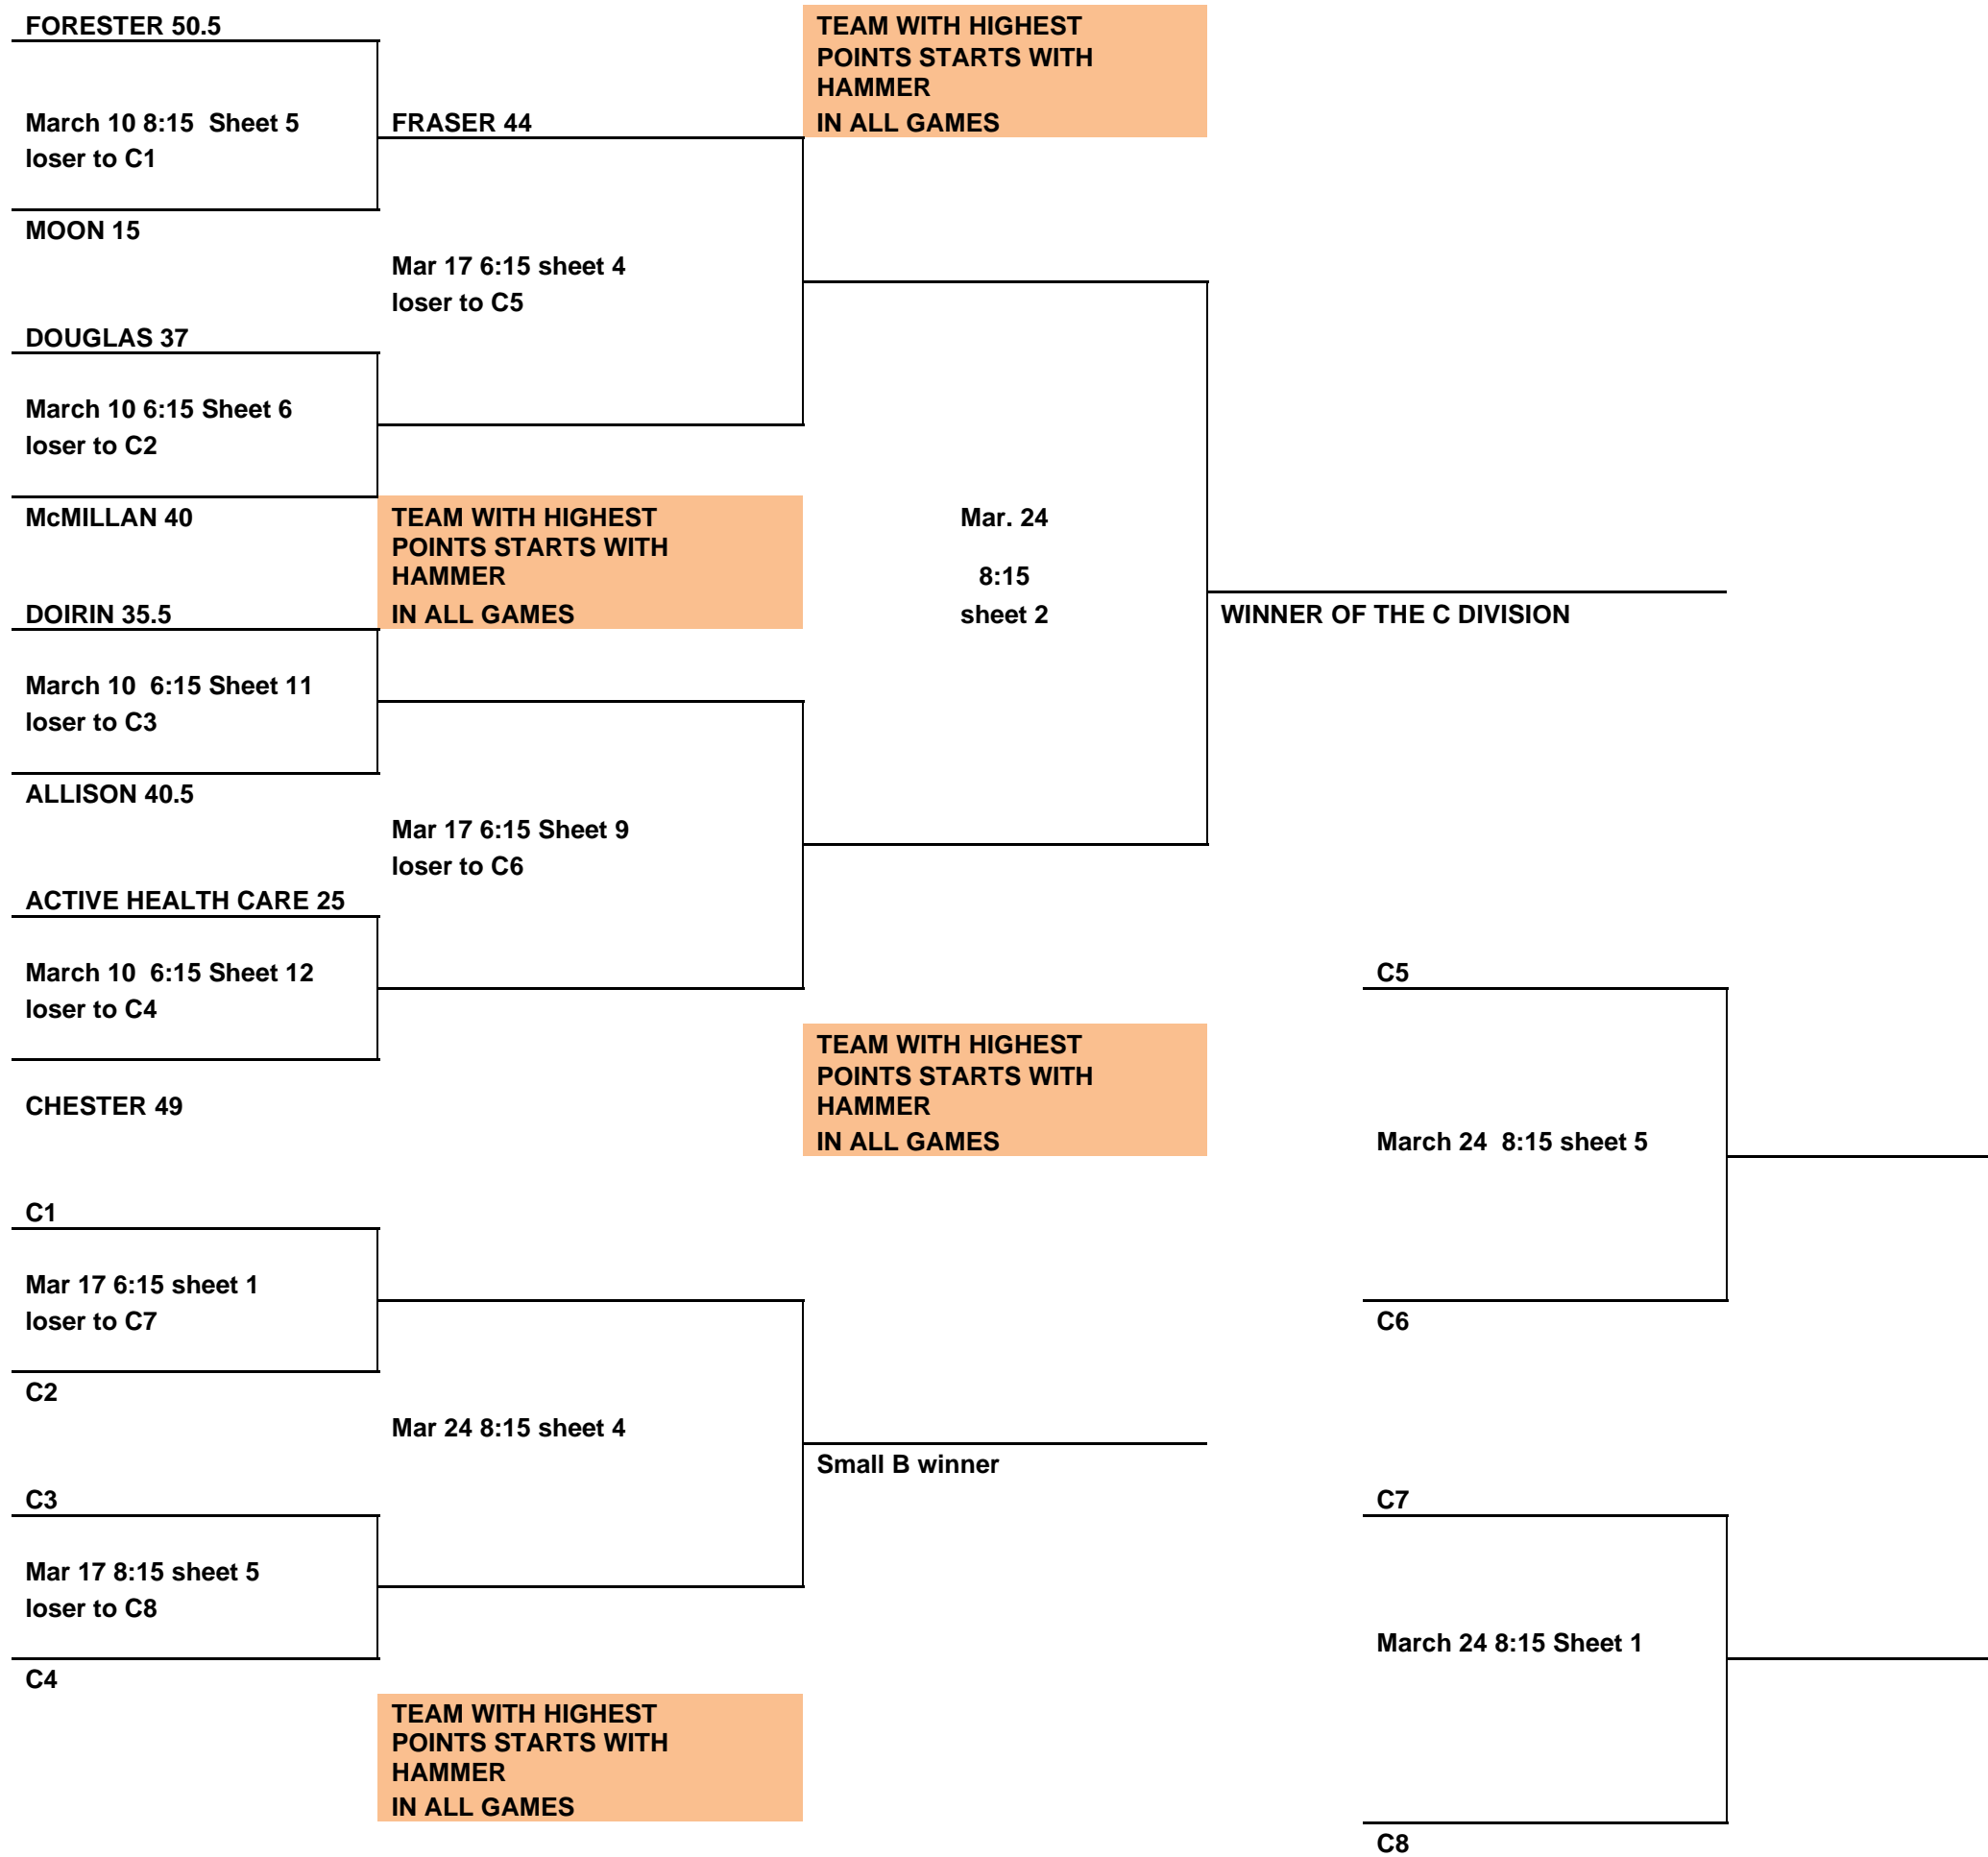 FORESTER 50.5
TEAM WITH HIGHEST
POINTS STARTS WITH
HAMMER
IN ALL GAMES
March 10 8:15  Sheet 5
loser to C1
FRASER 44
MOON 15
Mar 17 6:15 sheet 4
loser to C5
DOUGLAS 37
March 10 6:15 Sheet 6
loser to C2
McMILLAN 40
TEAM WITH HIGHEST
POINTS STARTS WITH
HAMMER
IN ALL GAMES
Mar. 24
8:15
sheet 2
DOIRIN 35.5
WINNER OF THE C DIVISION
March 10  6:15 Sheet 11
loser to C3
ALLISON 40.5
Mar 17 6:15 Sheet 9
loser to C6
ACTIVE HEALTH CARE 25
March 10  6:15 Sheet 12
loser to C4
C5
TEAM WITH HIGHEST
POINTS STARTS WITH
HAMMER
IN ALL GAMES
CHESTER 49
March 24  8:15 sheet 5
C1
Mar 17 6:15 sheet 1
loser to C7
C6
C2
Mar 24 8:15 sheet 4
Small B winner
C3
C7
Mar 17 8:15 sheet 5
loser to C8
March 24 8:15 Sheet 1
C4
TEAM WITH HIGHEST
POINTS STARTS WITH
HAMMER
IN ALL GAMES
C8